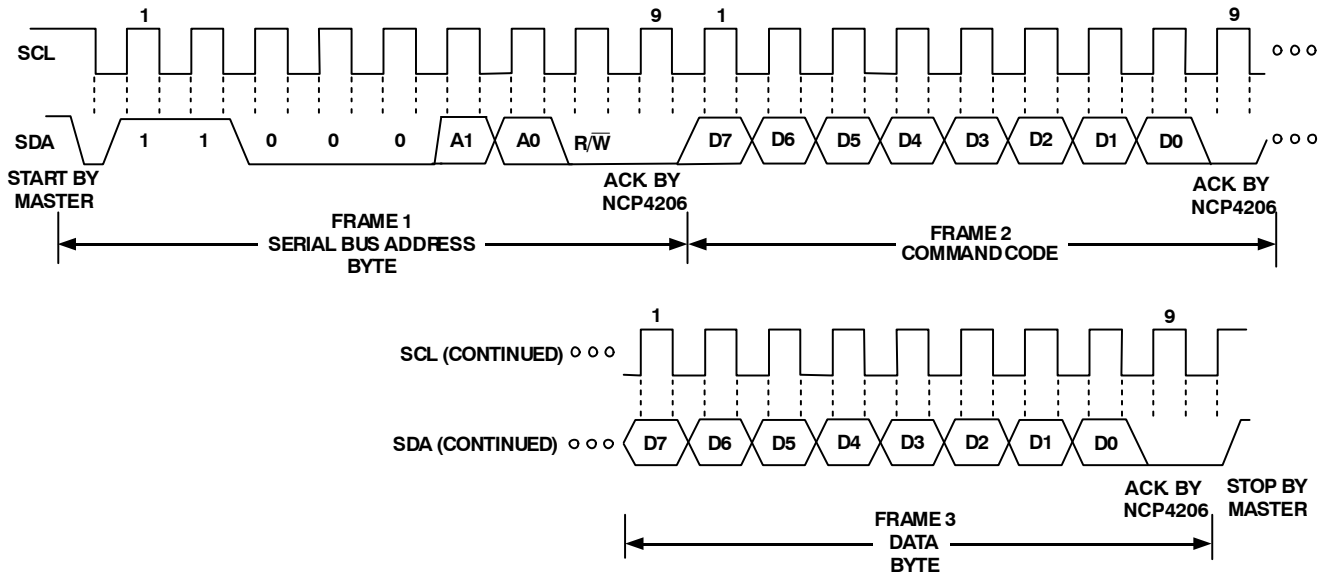 1 9 1 9
SCL
SDA 1 1 0 0 0 A1 A0 R/W̅ D7 D6 D5 D4 D3 D2 D1 D0
START BY
MASTER
ACK. BY
NCP4206
ACK. BY
NCP4206
FRAME 1
SERIAL BUS ADDRESS
BYTE
FRAME 2
COMMAND CODE
1 9
SCL (CONTINUED)
SDA (CONTINUED) D7 D6 D5 D4 D3 D2 D1 D0
ACK. BY
NCP4206
STOP BY
MASTER
FRAME 3
DATA
BYTE